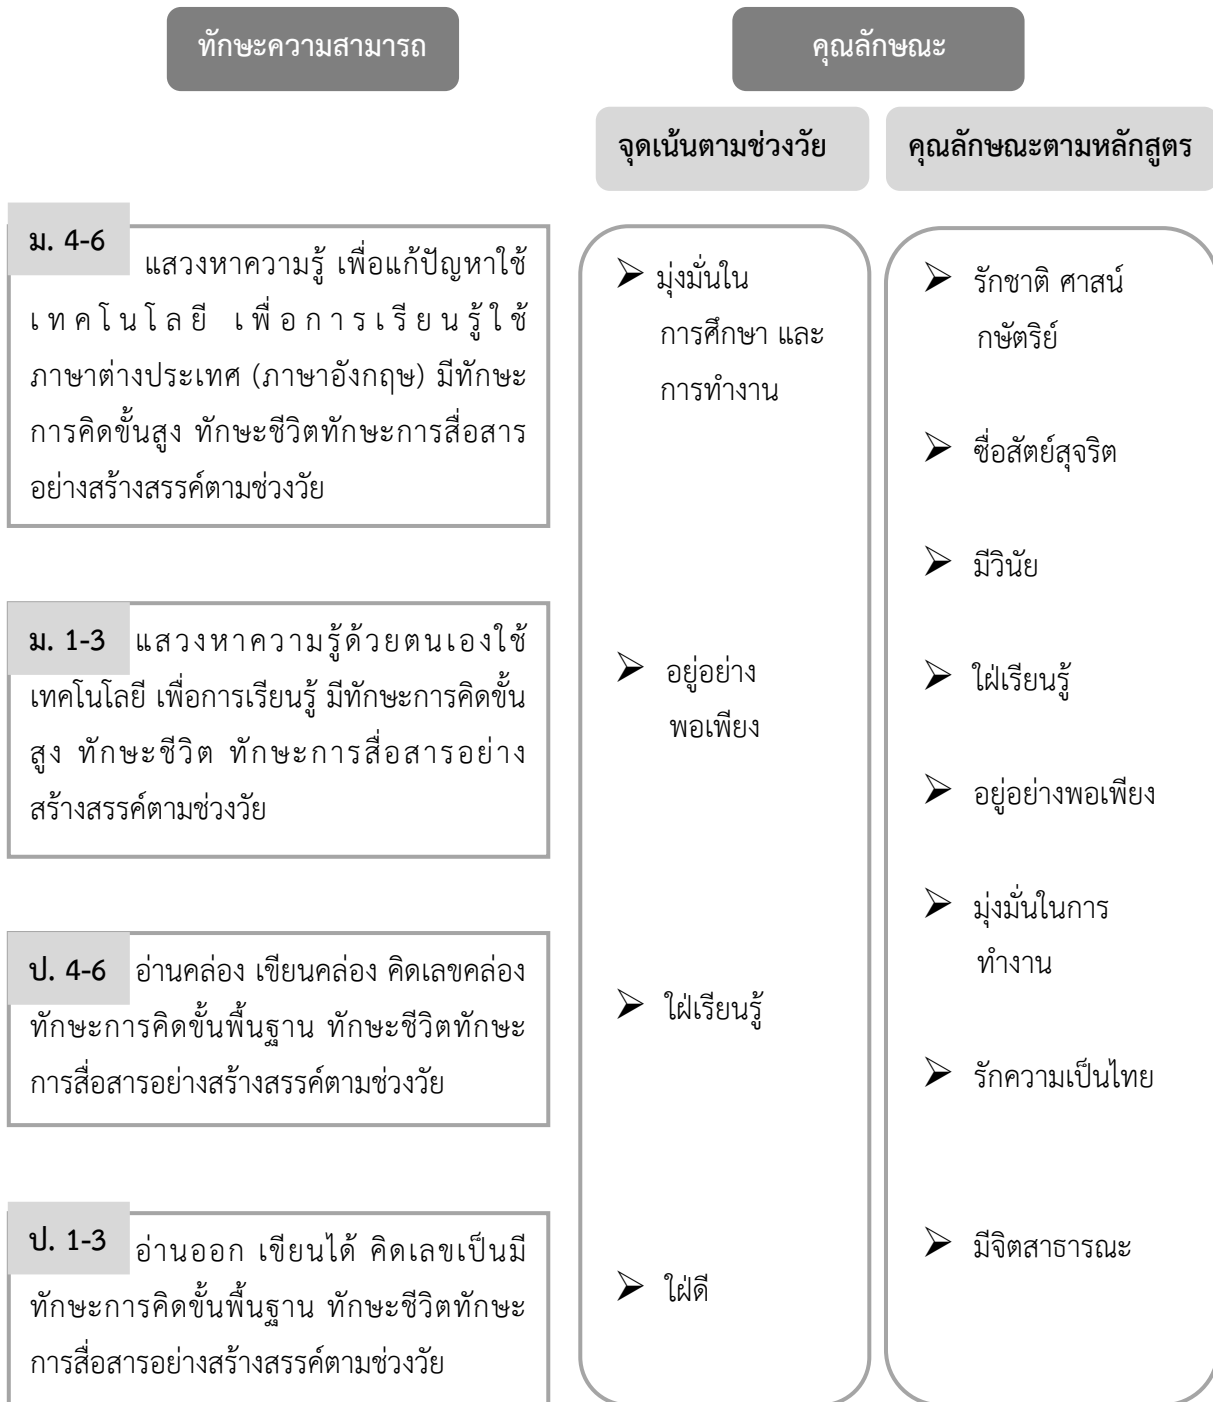 ทักษะความสามารถ
คุณลักษณะ
จุดเน้นตามช่วงวัย
คุณลักษณะตามหลักสูตร
ม. 4-6
แสวงหาความรู้ เพื่อแก้ปัญหาใช้
เทคโนโลยี เพื่อการเรียนรู้ใช้
ภาษาต่างประเทศ (ภาษาอังกฤษ) มีทักษะ
การคิดขั้นสูง ทักษะชีวิตทักษะการสื่อสาร
อย่างสร้างสรรค์ตามช่วงวัย
ม. 1-3
แสวงหาความรู้ด้วยตนเองใช้
เทคโนโลยี เพื่อการเรียนรู้ มีทักษะการคิดขั้น
สูง ทักษะชีวิต ทักษะการสื่อสารอย่าง
สร้างสรรค์ตามช่วงวัย
ป. 4-6
อ่านคล่อง เขียนคล่อง คิดเลขคล่อง
ทักษะการคิดขั้นพื้นฐาน ทักษะชีวิตทักษะ
การสื่อสารอย่างสร้างสรรค์ตามช่วงวัย
ป. 1-3
อ่านออก เขียนได้ คิดเลขเป็นมี
ทักษะการคิดขั้นพื้นฐาน ทักษะชีวิตทักษะ
การสื่อสารอย่างสร้างสรรค์ตามช่วงวัย
➢ มุ่งมั่นใน
การศึกษา และ
การทำงาน
➢ อยู่อย่าง
พอเพียง
➢ ใฝ่เรียนรู้
➢ ใฝ่ดี
➢ รักชาติ ศาสน์
กษัตริย์
➢ ซื่อสัตย์สุจริต
➢ มีวินัย
➢ ใฝ่เรียนรู้
➢ อยู่อย่างพอเพียง
➢ มุ่งมั่นในการ
ทำงาน
➢ รักความเป็นไทย
➢ มีจิตสาธารณะ